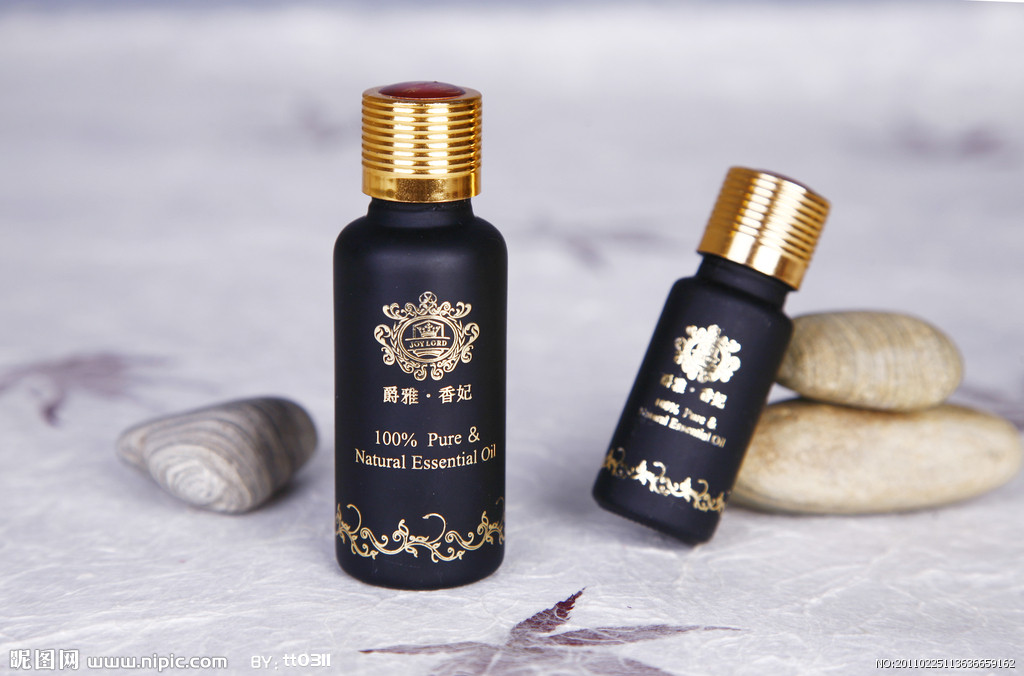 JOY LORD
爵雅·香妃
100% Pure &
Natural Essential Oil
爵雅·香妃
100% Pure &
Natural Essential Oil
昵图网 www.nipic.com BY:tt0311
NO:20110225113636659162